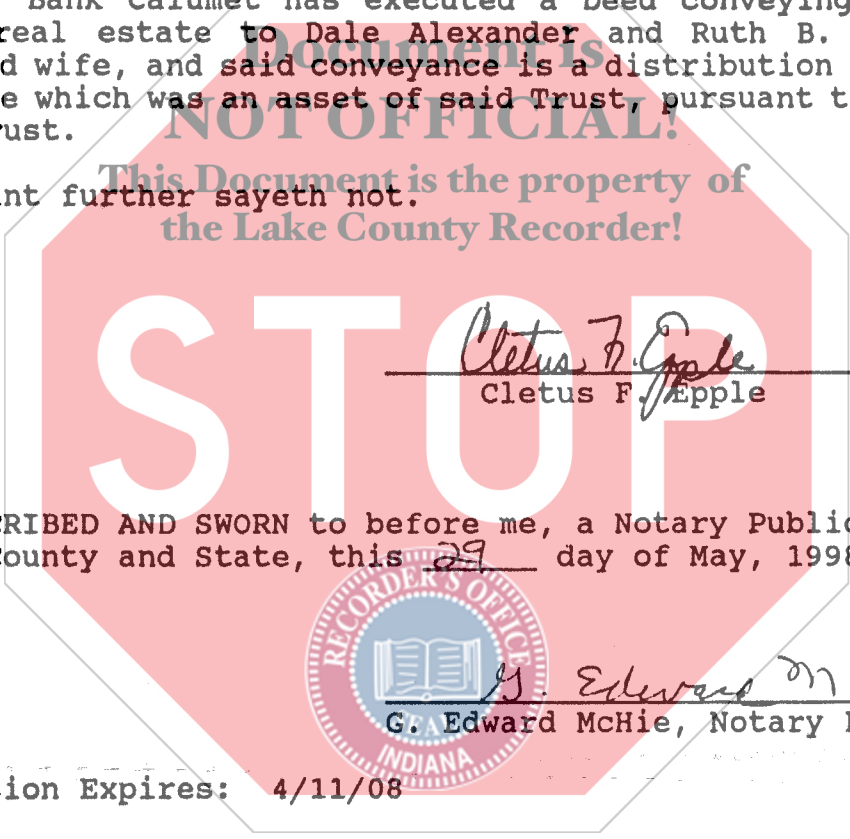 Bank Calumet has executed a Deed conveying
real estate to Dale Alexander and Ruth B.
d wife, and said conveyance is a distribution
Document is
e which was an asset of said Trust, pursuant t
NOT OFFICIAL!
rust.
This Document is the property of
nt further sayeth not.
the Lake County Recorder!
STOP
Cletus F. Epple
Cletus F. Epple
CRIBED AND SWORN to before me, a Notary Public
County and State, this 29 day of May, 1998
RECORDER'S OFFICE
SEAL
INDIANA
G. Edward M
G. Edward McHie, Notary
ion Expires: 4/11/08